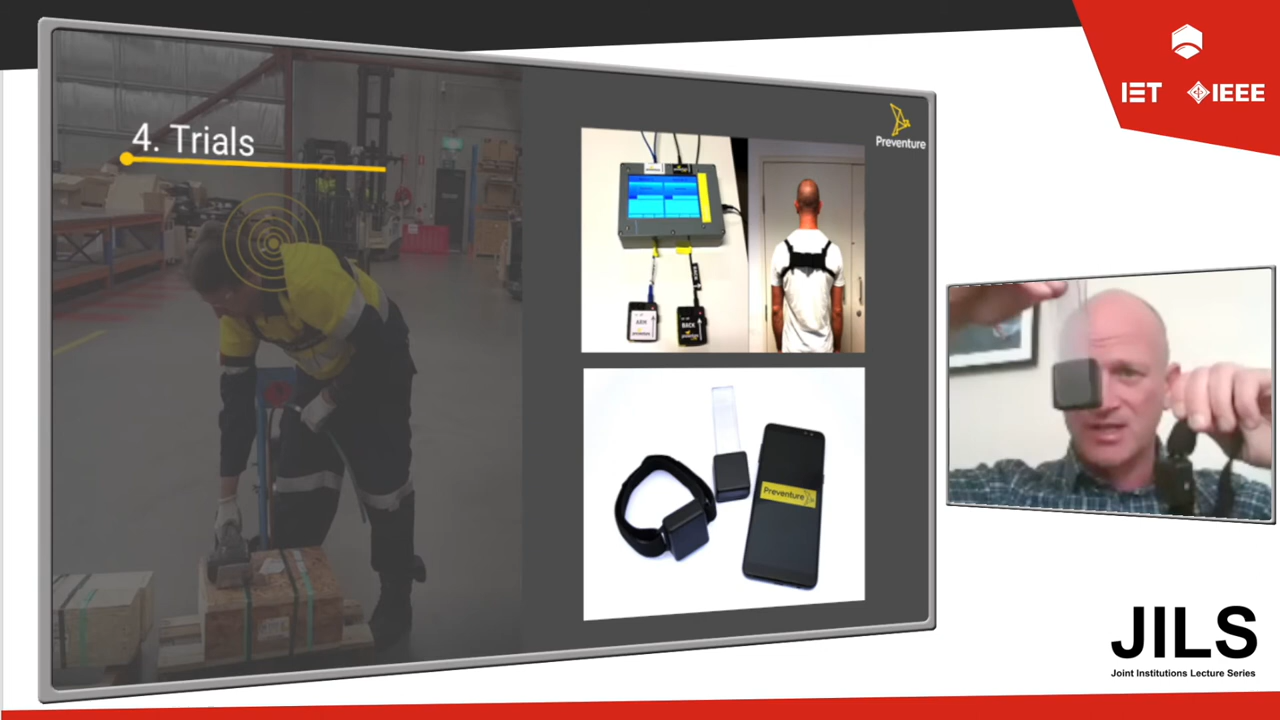 4. Trials
Preventure
ARM
BACK
Preventure
IET
IEEE
JILS
Joint Institutions Lecture Series